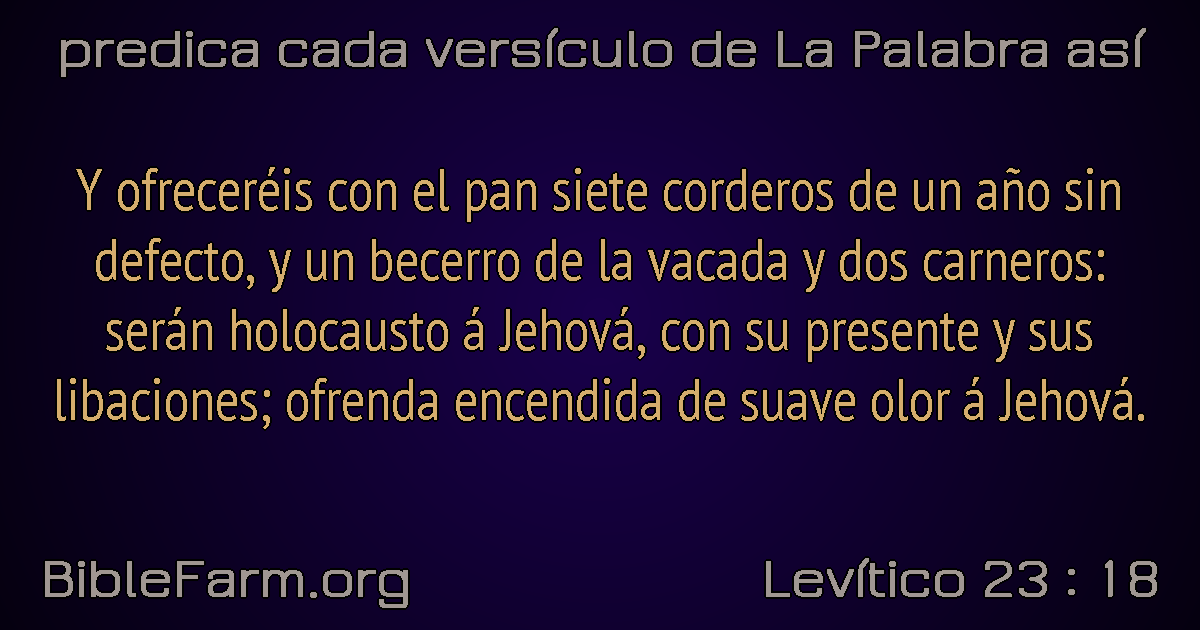 predica cada versículo de La Palabra así
Y ofreceréis con el pan siete corderos de un año sin
defecto, y un becerro de la vacada y dos carneros:
serán holocausto á Jehová, con su presente y sus
libaciones; ofrenda encendida de suave olor á Jehová.
BibleFarm.org
Levítico 23 : 18